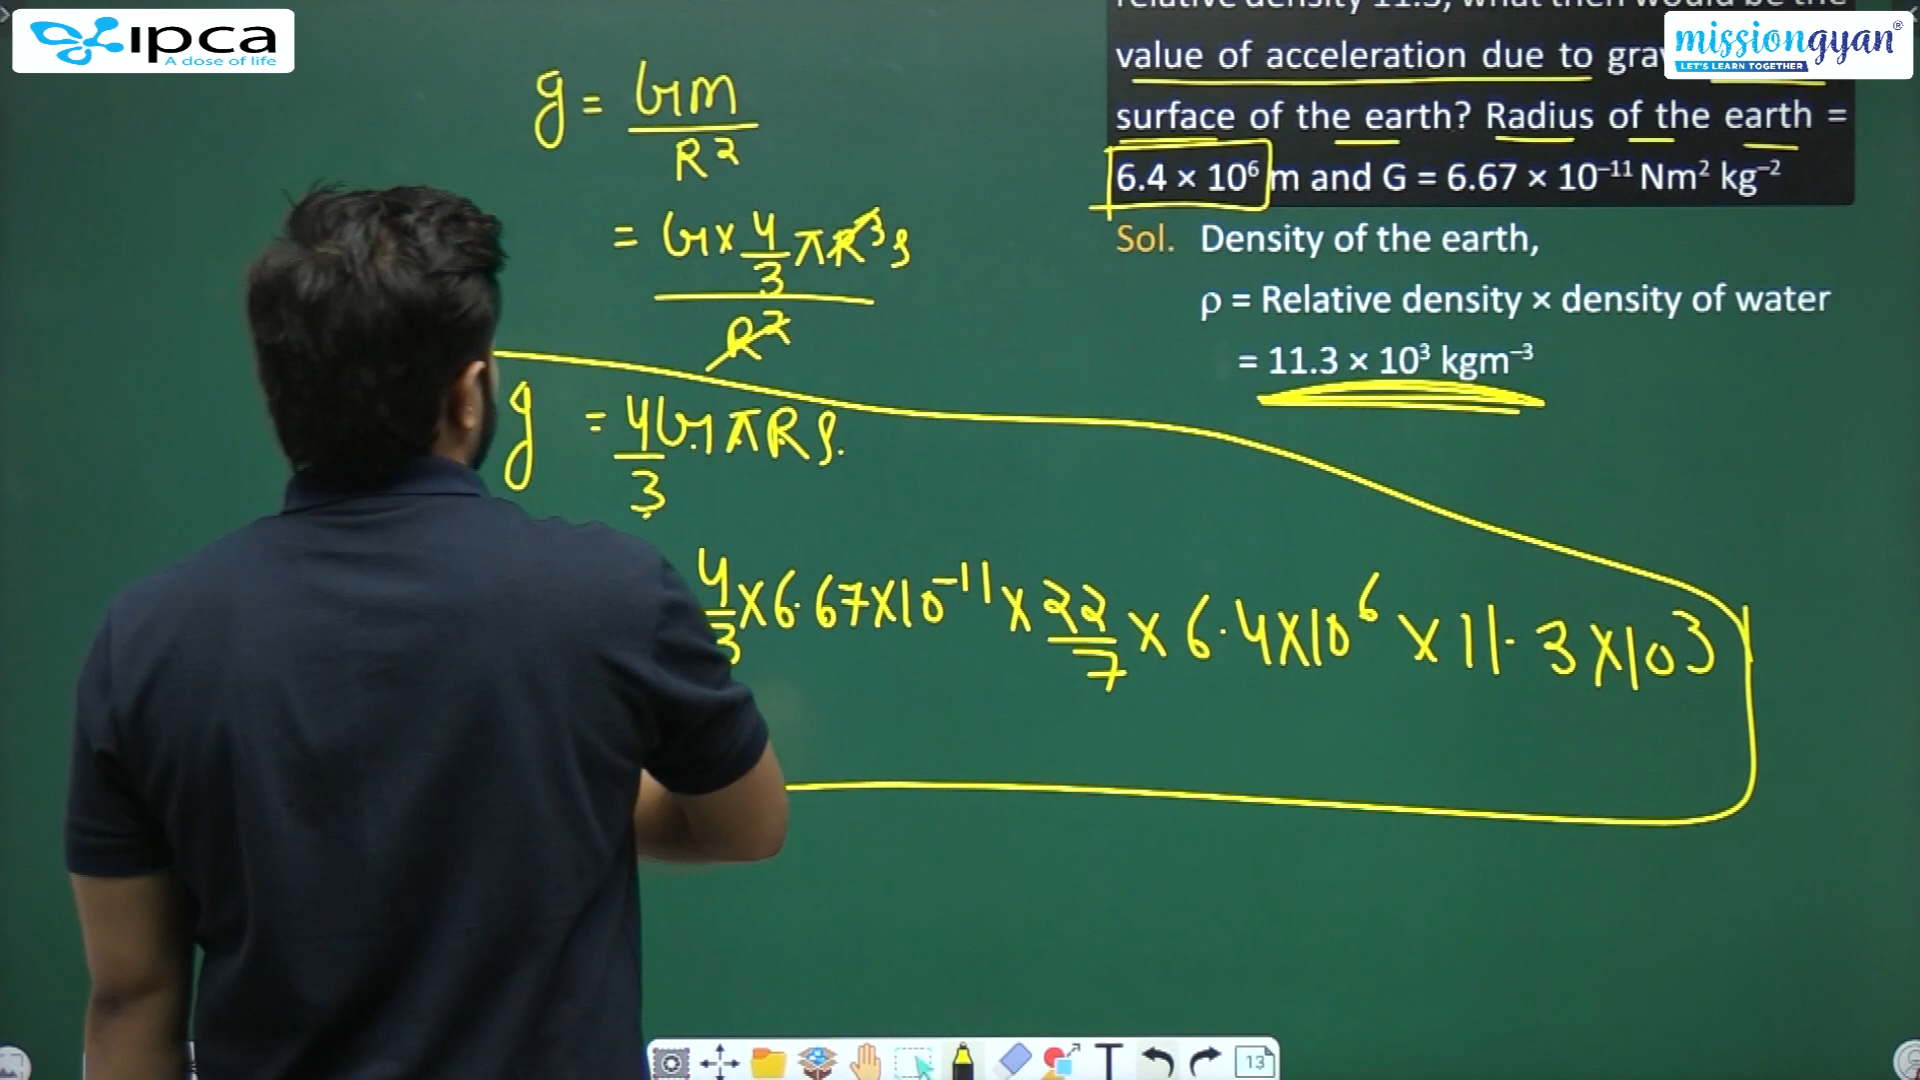 ipca
A dose of life
missiongyan®
LET'S LEARN TOGETHER
value of acceleration due to
surface of the earth? Radius of the earth =
6.4 × 10⁶ m and G = 6.67 × 10⁻¹¹ Nm² kg⁻²
Sol. Density of the earth,
ρ = Relative density × density of water
= 11.3 × 10³ kgm⁻³
g = GM / R²
= G × 4/3 πR³ρ / R²
g = 4/3 GπRρ.
4/3 × 6.67 × 10⁻¹¹ × 22/7 × 6.4 × 10⁶ × 11.3 × 10³
T
13